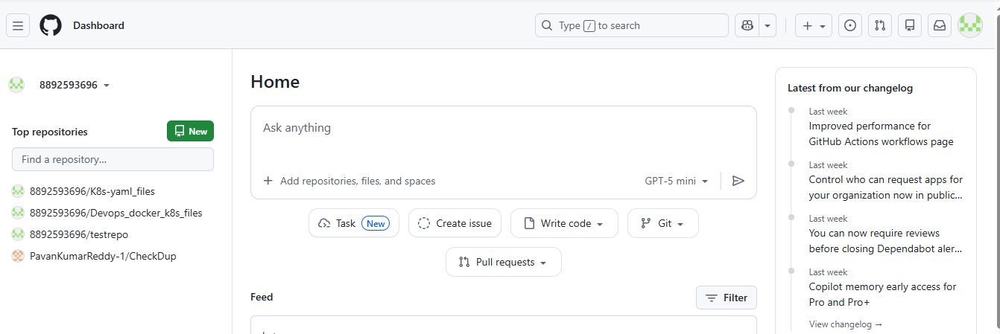 Dashboard
Type / to search
8892593696
Top repositories
New
Find a repository...
8892593696/K8s-yaml_files
8892593696/Devops_docker_k8s_files
8892593696/testrepo
PavanKumarReddy-1/CheckDup
Home
Ask anything
Add repositories, files, and spaces
GPT-5 mini
Task New
Create issue
Write code
Git
Pull requests
Feed
Filter
Latest from our changelog
Last week
Improved performance for
GitHub Actions workflows page
Last week
Control who can request apps for
your organization now in public...
Last week
You can now require reviews
before closing Dependabot aler...
Last week
Copilot memory early access for
Pro and Pro+
View changelog →